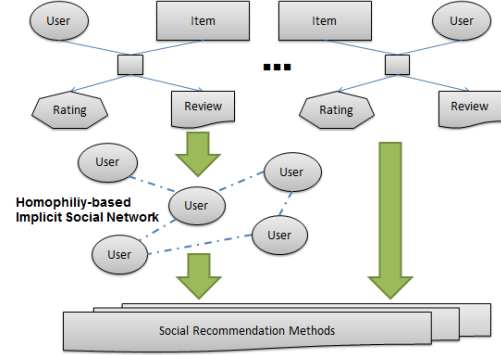 User
Item
Item
User
Rating
Review
Rating
Review
User
User
User
Homophiliy-based
Implicit Social Network
User
User
Social Recommendation Methods